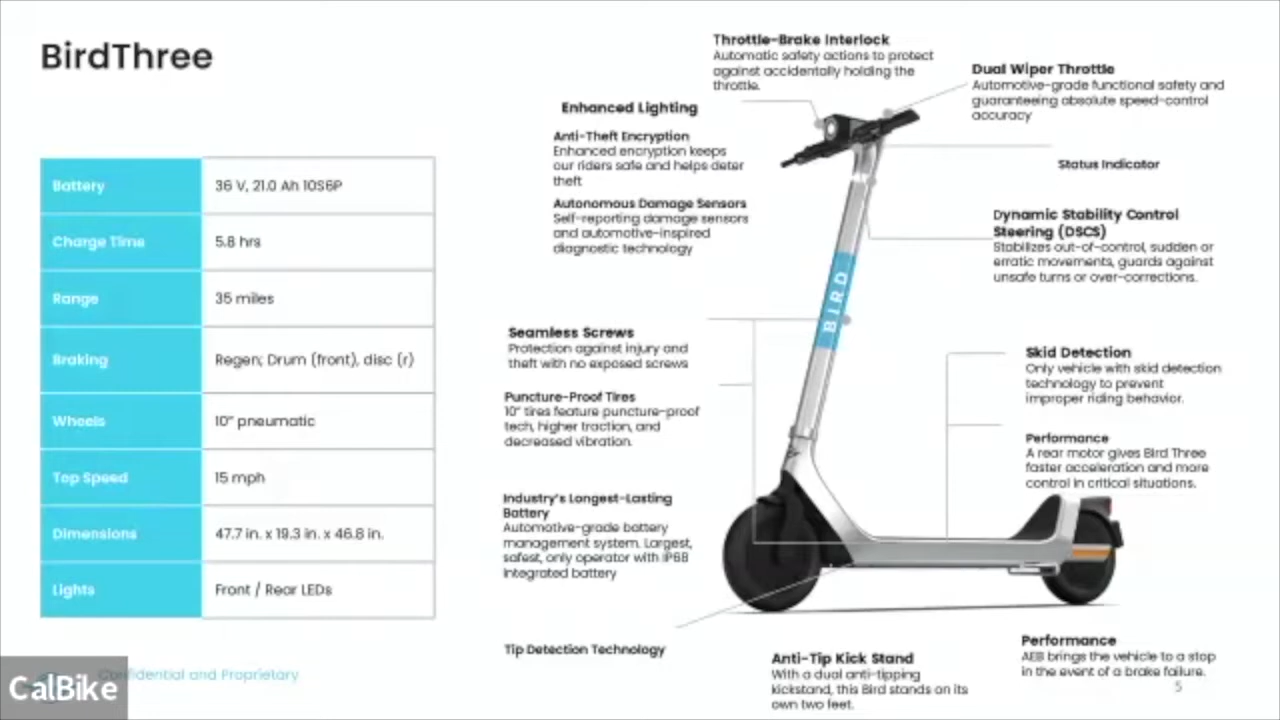 BirdThree
Battery 36 V, 21.0 Ah 10S6P
Charge Time 5.8 hrs
Range 35 miles
Braking Regen; Drum (front), disc (r)
Wheels 10" pneumatic
Top Speed 15 mph
Dimensions 47.7 in. x 19.3 in. x 46.8 in.
Lights Front / Rear LEDs
Throttle-Brake Interlock
Automatic safety actions to protect
against accidentally holding the
throttle.
Dual Wiper Throttle
Automotive-grade functional safety and
guaranteeing absolute speed-control
accuracy
Enhanced Lighting
Anti-Theft Encryption
Enhanced encryption keeps
our riders safe and helps deter
theft
Autonomous Damage Sensors
Self-reporting damage sensors
and automotive-inspired
diagnostic technology
Status Indicator
Dynamic Stability Control
Steering (DSCS)
Stabilizes out-of-control, sudden or
erratic movements, guards against
unsafe turns or over-corrections.
BIRD
Seamless Screws
Protection against injury and
theft with no exposed screws
Puncture-Proof Tires
10" tires feature puncture-proof
tech, higher traction, and
decreased vibration.
Skid Detection
Only vehicle with skid detection
technology to prevent
improper riding behavior.
Performance
A rear motor gives Bird Three
faster acceleration and more
control in critical situations.
Industry's Longest-Lasting
Battery
Automotive-grade battery
management system. Largest,
safest, only operator with IP68
integrated battery
Tip Detection Technology
Anti-Tip Kick Stand
With a dual anti-tipping
kickstand, this Bird stands on its
own two feet.
Performance
AEB brings the vehicle to a stop
in the event of a brake failure.
Confidential and Proprietary
5
CalBike